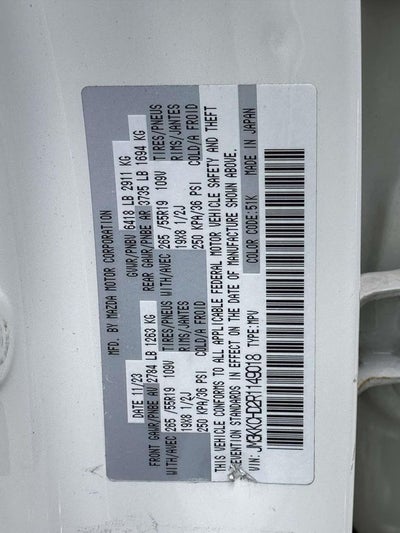 MFD. BY MAZDA MOTOR CORPORATION
DATE 11/23 GVWR/PNBV 6418 LB 2911 KG
FRONT GAWR/PNBE AV 2784 LB 1263 KG REAR GAWR/PNBE AR 3735 LB 1694 KG
WITH/AVEC 265 /55R19 109V TIRES/PNEUS WITH/AVEC 265 /55R19 109V TIRES/PNEUS
19X8 1/2J RIMS/JANTES 19X8 1/2J RIMS/JANTES
250 KPA/36 PSI COLD/A FROID 250 KPA/36 PSI COLD/A FROID
THIS VEHICLE CONFORMS TO ALL APPLICABLE FEDERAL MOTOR VEHICLE SAFETY AND THEFT
PREVENTION STANDARDS IN EFFECT ON THE DATE OF MANUFACTURE SHOWN ABOVE.
VIN: JM3KKCHD2R1149018 TYPE:MPV COLOR CODE:51K MADE IN JAPAN